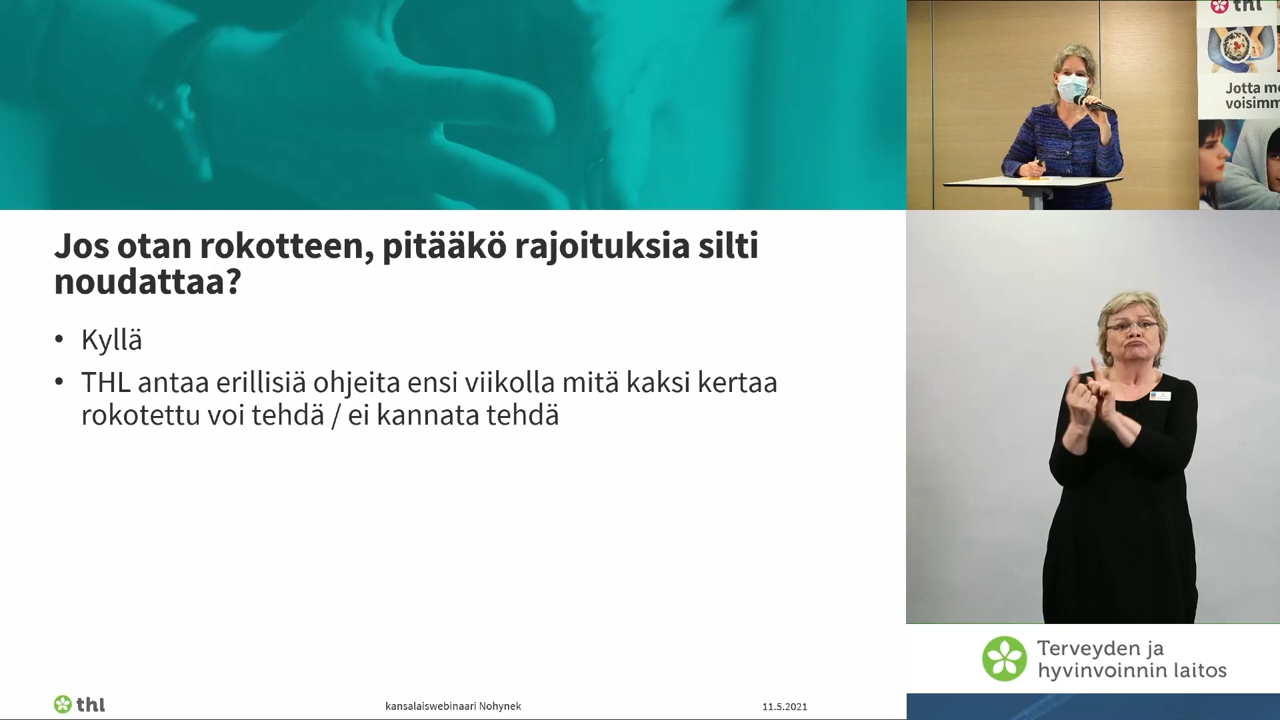 Jos otan rokotteen, pitääkö rajoituksia silti
noudattaa?
• Kyllä
• THL antaa erillisiä ohjeita ensi viikolla mitä kaksi kertaa
rokotettu voi tehdä / ei kannata tehdä
thl
kansalaiswebinaari Nohynek
11.5.2021
thl
Jotta me
voisimm
Terveyden ja
hyvinvoinnin laitos